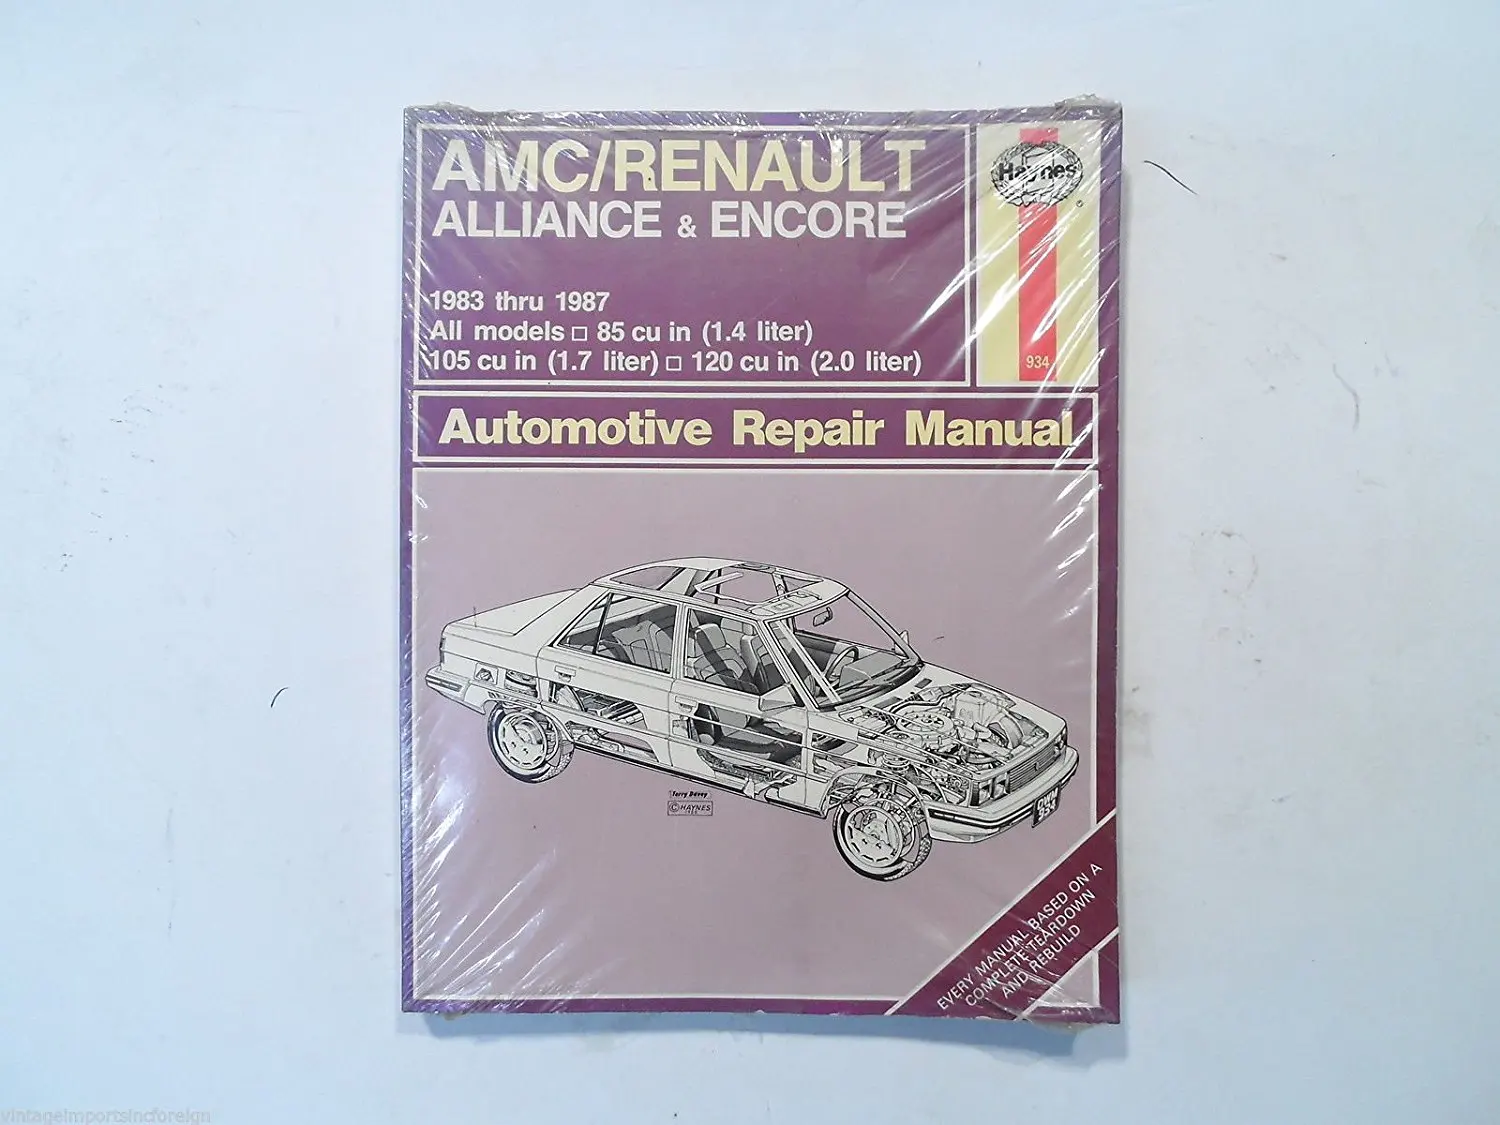 AMC/RENAULT
ALLIANCE & ENCORE
1983 thru 1987
All models □ 85 cu in (1.4 liter)
105 cu in (1.7 liter) □ 120 cu in (2.0 liter)
Haynes
®
934
Automotive Repair Manual
Terry Davey
© HAYNES
EVERY MANUAL BASED ON A
COMPLETE TEARDOWN
AND REBUILD
vintageimportsincforeign